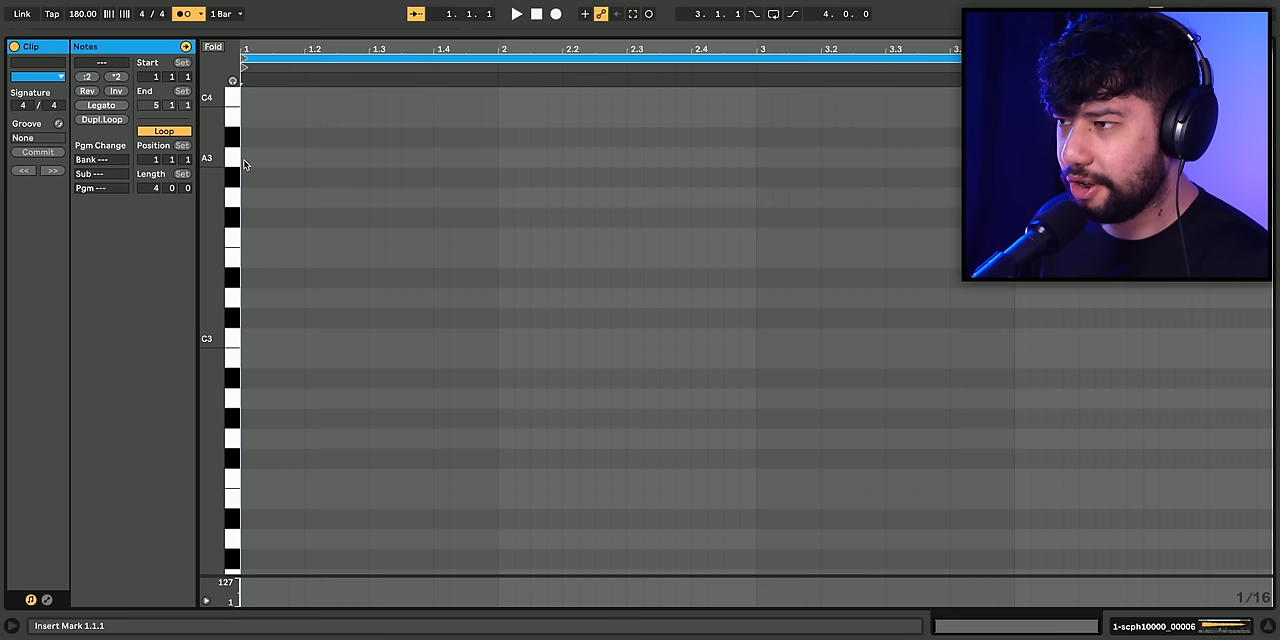 Link Tap 180.00 4 / 4 1 Bar 1. 1. 1 3. 1. 1 4. 0. 0
Clip Notes Fold 1 1.2 1.3 1.4 2 2.2 2.3 2.4 3 3.2 3.3 3.
--- Start Set
:2 *2 1 1 1
Signature Rev Inv End Set
4 / 4 Legato 5 1 1
Groove Dupl.Loop
None Loop
Commit Pgm Change Position Set
<< >> Bank --- 1 1 1
Sub --- Length Set
Pgm --- 4 0 0
C4
A3
C3
127
1
1/16
Insert Mark 1.1.1 1-scph10000_00006